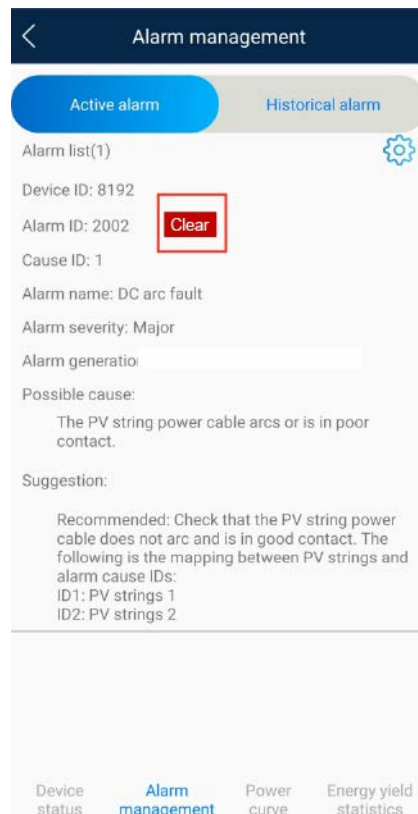 Alarm management
Active alarm
Historical alarm
Alarm list(1)
Device ID: 8192
Alarm ID: 2002
Clear
Cause ID: 1
Alarm name: DC arc fault
Alarm severity: Major
Alarm generatio
Possible cause:
The PV string power cable arcs or is in poor
contact.
Suggestion:
Recommended: Check that the PV string power
cable does not arc and is in good contact. The
following is the mapping between PV strings and
alarm cause IDs:
ID1: PV strings 1
ID2: PV strings 2
Device
status
Alarm
management
Power
curve
Energy yield
statistics